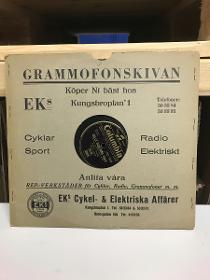 GRAMMOFONSKIVAN
Köper Ni bäst hos
EKs Kungsbroplan 1
Telefoner:
Cyklar
Radio
Sport
Elektriskt
Columbia
Anlita våra
REP.-VERKSTÄDER för Cyklar, Radio, Grammofoner m. m.
EKs Cykel- & Elektriska Affärer